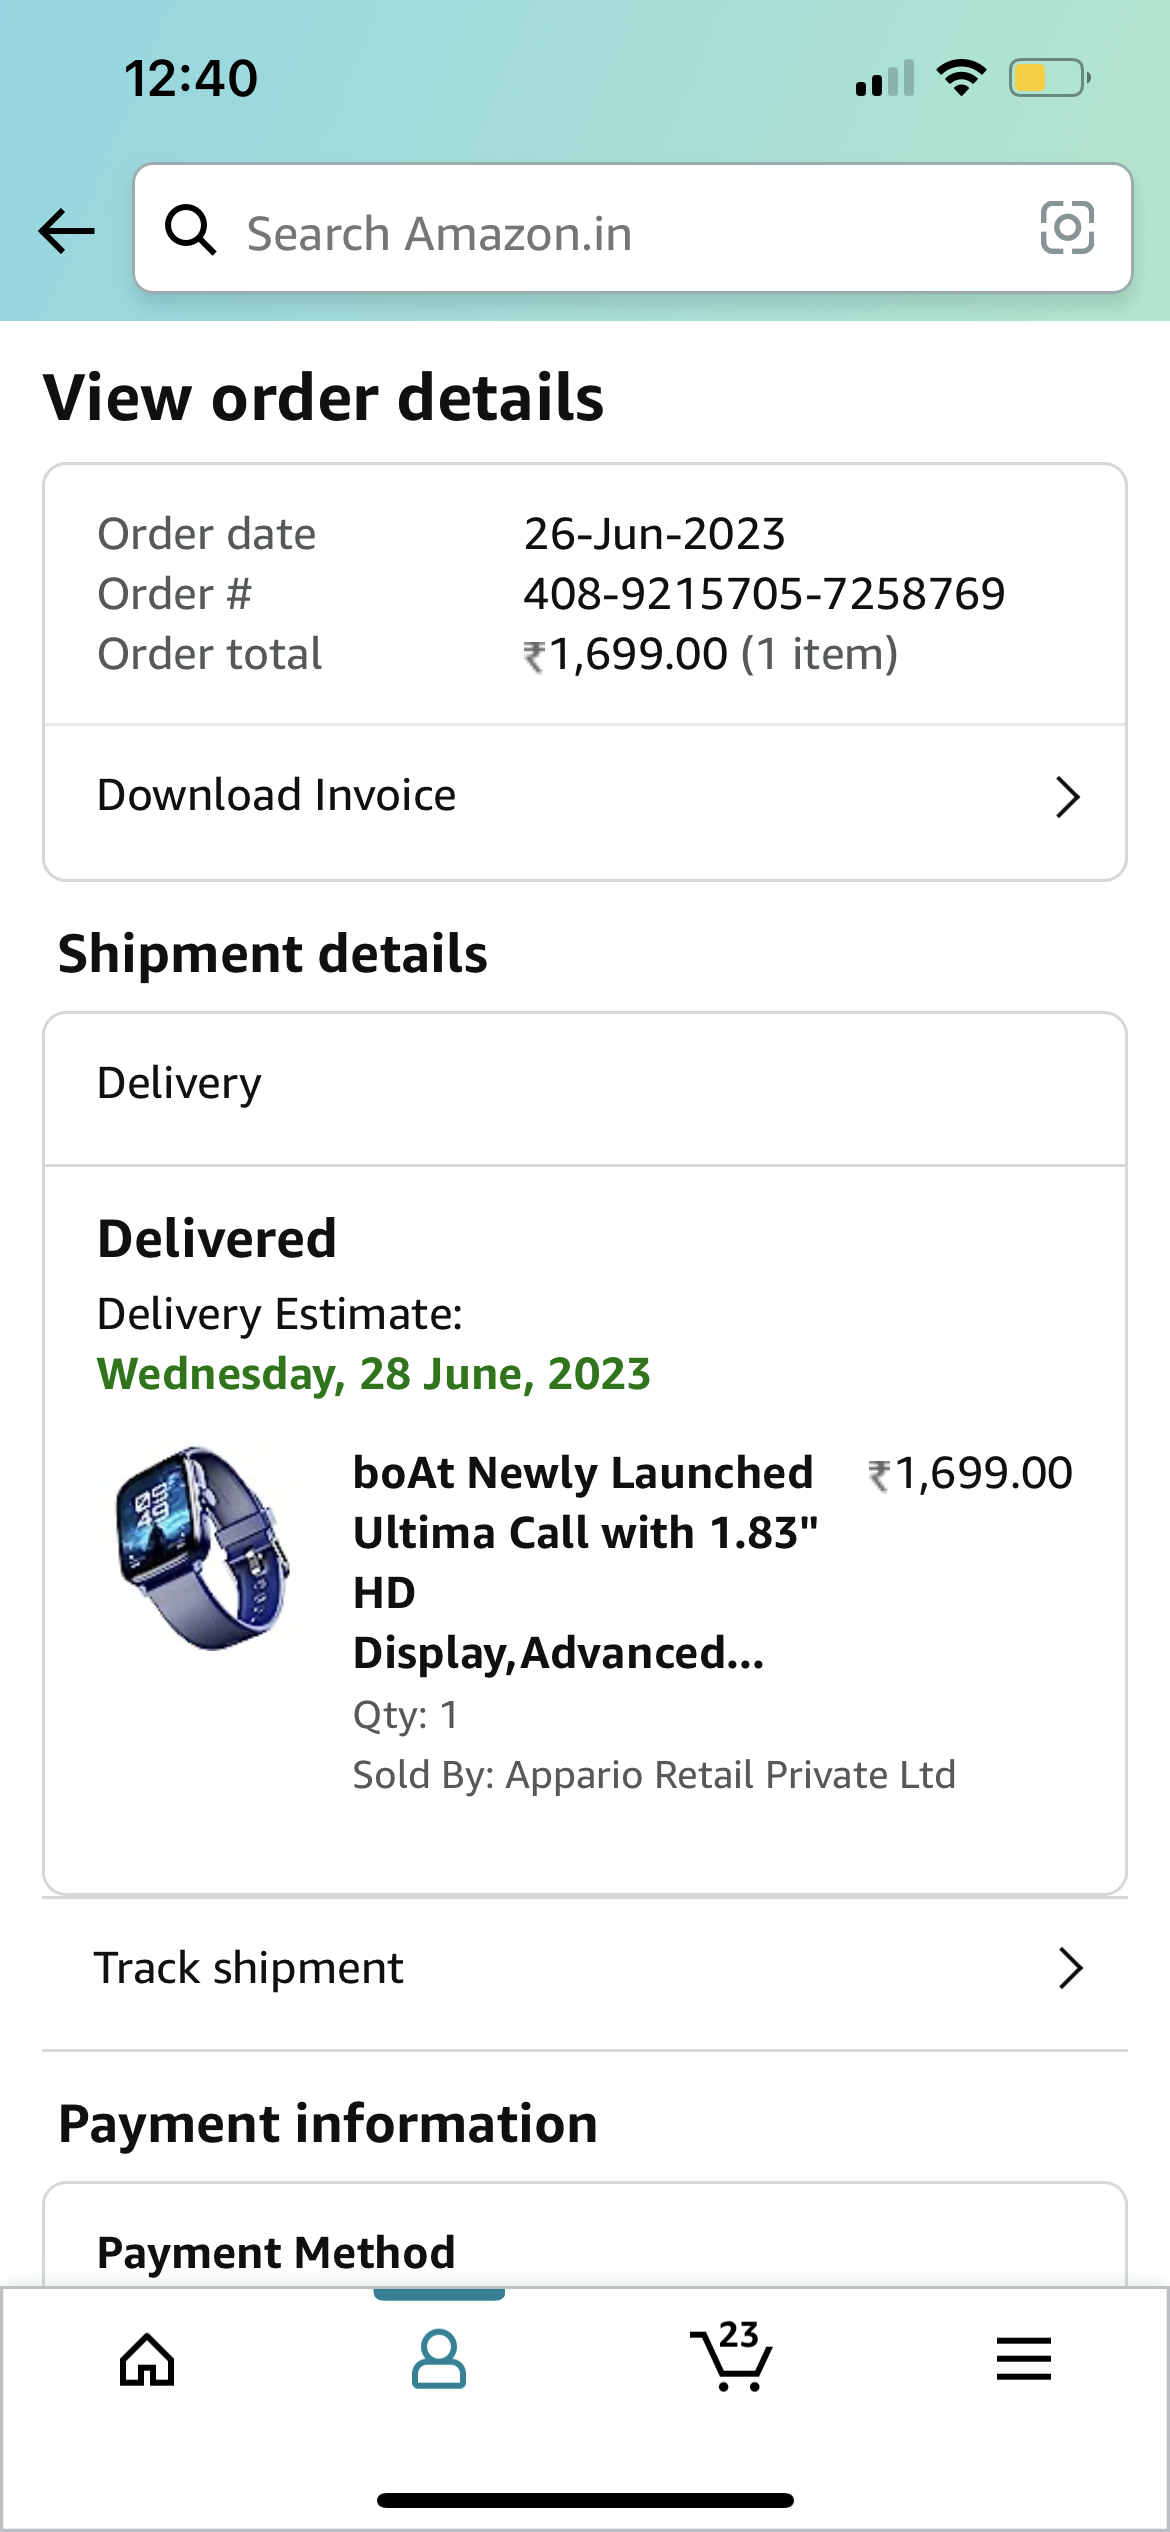 12:40
Search Amazon.in
View order details
Order date 26-Jun-2023
Order # 408-9215705-7258769
Order total ₹1,699.00 (1 item)
Download Invoice
Shipment details
Delivery
Delivered
Delivery Estimate:
Wednesday, 28 June, 2023
boAt Newly Launched ₹1,699.00
Ultima Call with 1.83"
HD
Display,Advanced...
Qty: 1
Sold By: Appario Retail Private Ltd
Track shipment
Payment information
Payment Method
23